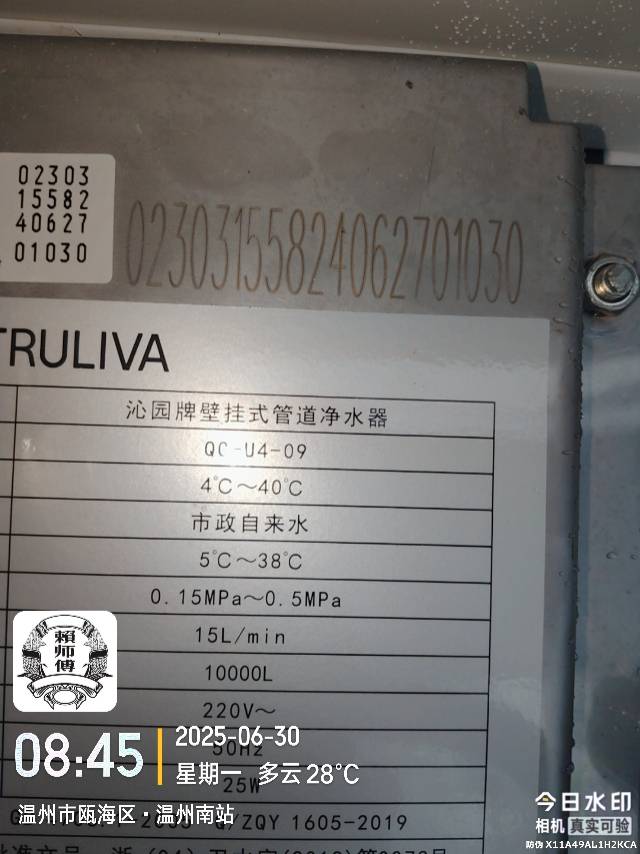 02303
15582
40627
01030
02303155824062701030
TRULIVA
沁园牌壁挂式管道净水器
QC-U4-09
4℃～40℃
市政自来水
5℃～38℃
0.15MPa～0.5MPa
15L/min
10000L
220V～
50Hz
25W
/ZQY 1605-2019
賴师傅
08:45
2025-06-30
星期一 多云 28℃
温州市瓯海区·温州南站
今日水印
相机 真实可验
防伪 X11A49AL1H2KCA